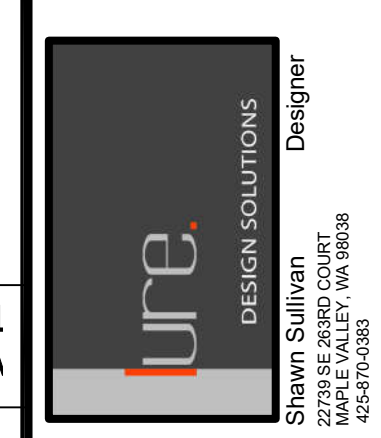 lure.
DESIGN SOLUTIONS
Shawn Sullivan Designer
22739 SE 263RD COURT
MAPLE VALLEY, WA 98038
425-870-0383